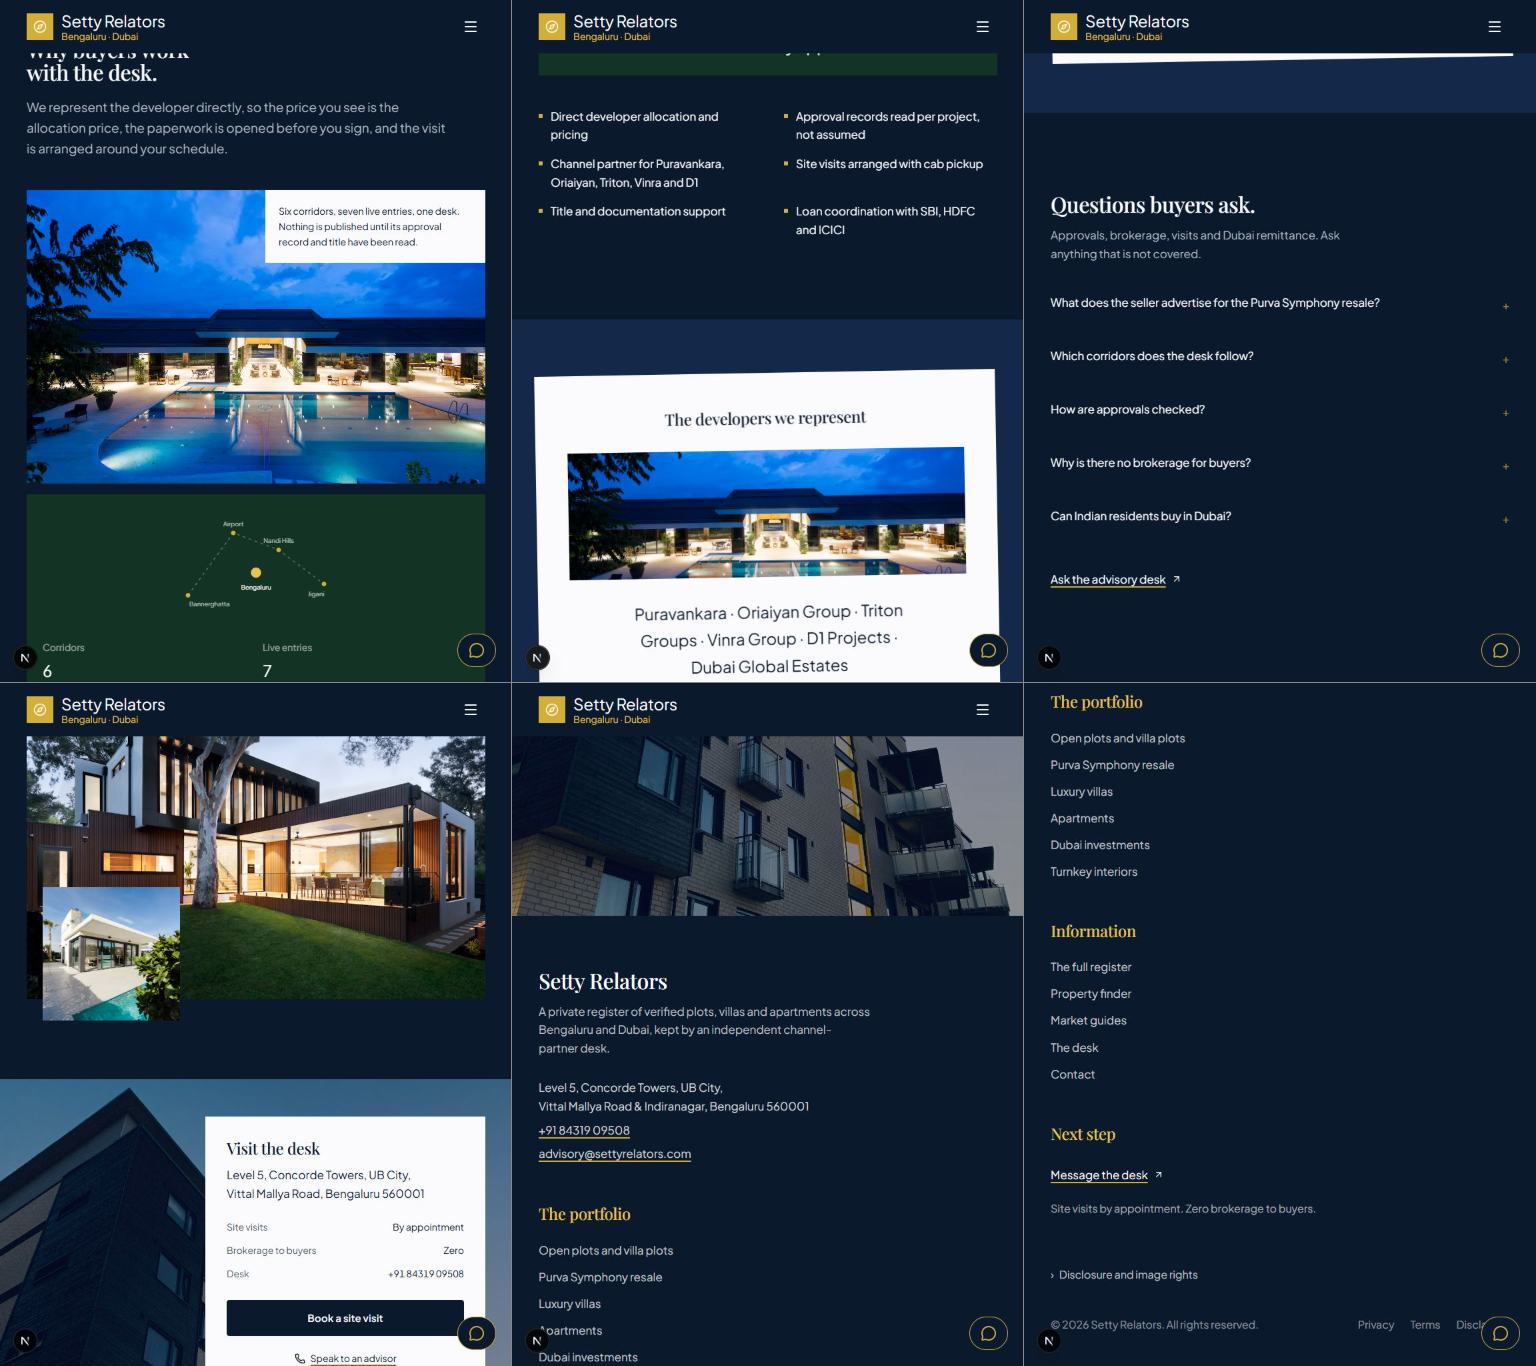 Setty Relators
Bengaluru · Dubai
Why buyers work
with the desk.
We represent the developer directly, so the price you see is the
allocation price, the paperwork is opened before you sign, and the visit
is arranged around your schedule.
Six corridors, seven live entries, one desk.
Nothing is published until its approval
record and title have been read.
Airport
Nandi Hills
Bengaluru
Jigani
Bannerghatta
Corridors
6
Live entries
7
N
Setty Relators
Bengaluru · Dubai
Direct developer allocation and
pricing
Approval records read per project,
not assumed
Channel partner for Puravankara,
Oriaiyan, Triton, Vinra and D1
Site visits arranged with cab pickup
Title and documentation support
Loan coordination with SBI, HDFC
and ICICI
The developers we represent
Puravankara · Oriaiyan Group · Triton
Groups · Vinra Group · D1 Projects ·
Dubai Global Estates
N
Setty Relators
Bengaluru · Dubai
Questions buyers ask.
Approvals, brokerage, visits and Dubai remittance. Ask
anything that is not covered.
What does the seller advertise for the Purva Symphony resale? +
Which corridors does the desk follow? +
How are approvals checked? +
Why is there no brokerage for buyers? +
Can Indian residents buy in Dubai? +
Ask the advisory desk ↗
N
Setty Relators
Bengaluru · Dubai
Visit the desk
Level 5, Concorde Towers, UB City,
Vittal Mallya Road, Bengaluru 560001
Site visits By appointment
Brokerage to buyers Zero
Desk +91 84319 09508
Book a site visit
Speak to an advisor
N
Setty Relators
Bengaluru · Dubai
Setty Relators
A private register of verified plots, villas and apartments across
Bengaluru and Dubai, kept by an independent channel-
partner desk.
Level 5, Concorde Towers, UB City,
Vittal Mallya Road & Indiranagar, Bengaluru 560001
+91 84319 09508
advisory@settyrelators.com
The portfolio
Open plots and villa plots
Purva Symphony resale
Luxury villas
Apartments
Dubai investments
N
The portfolio
Open plots and villa plots
Purva Symphony resale
Luxury villas
Apartments
Dubai investments
Turnkey interiors
Information
The full register
Property finder
Market guides
The desk
Contact
Next step
Message the desk ↗
Site visits by appointment. Zero brokerage to buyers.
› Disclosure and image rights
© 2026 Setty Relators. All rights reserved.
Privacy Terms Discl
N